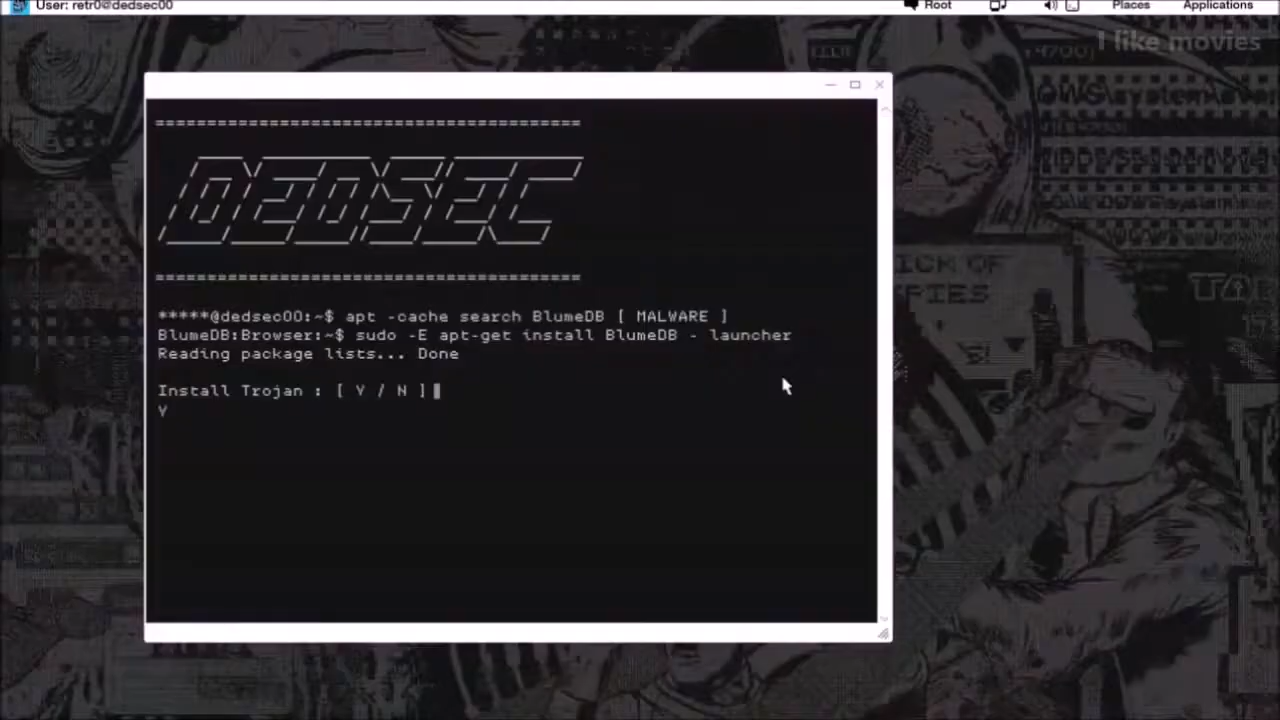 User: retr0@dedsec00
Root
Places
Applications
I like movies
========================================
DEDSEC
========================================
*****@dedsec00:~$ apt -cache search BlumeDB [ MALWARE ]
BlumeDB:Browser:~$ sudo -E apt-get install BlumeDB - launcher
Reading package lists... Done
Install Trojan : [ Y / N ]
Y